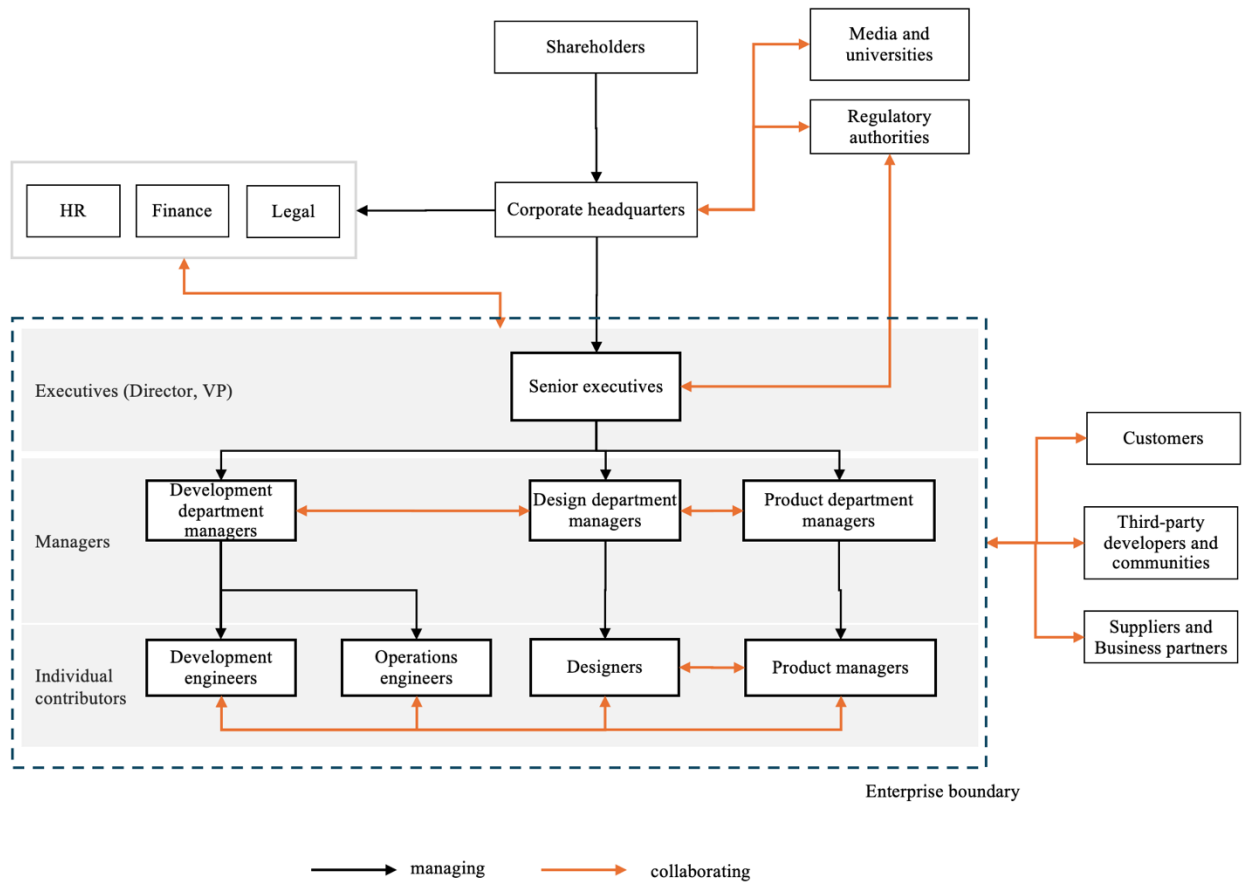 Shareholders
Media and
universities
Regulatory
authorities
HR
Finance
Legal
Corporate headquarters
Executives (Director, VP)
Senior executives
Customers
Development
department
managers
Design department
managers
Product department
managers
Managers
Third-party
developers and
communities
Suppliers and
Business partners
Individual
contributors
Development
engineers
Operations
engineers
Designers
Product managers
Enterprise boundary
managing
collaborating